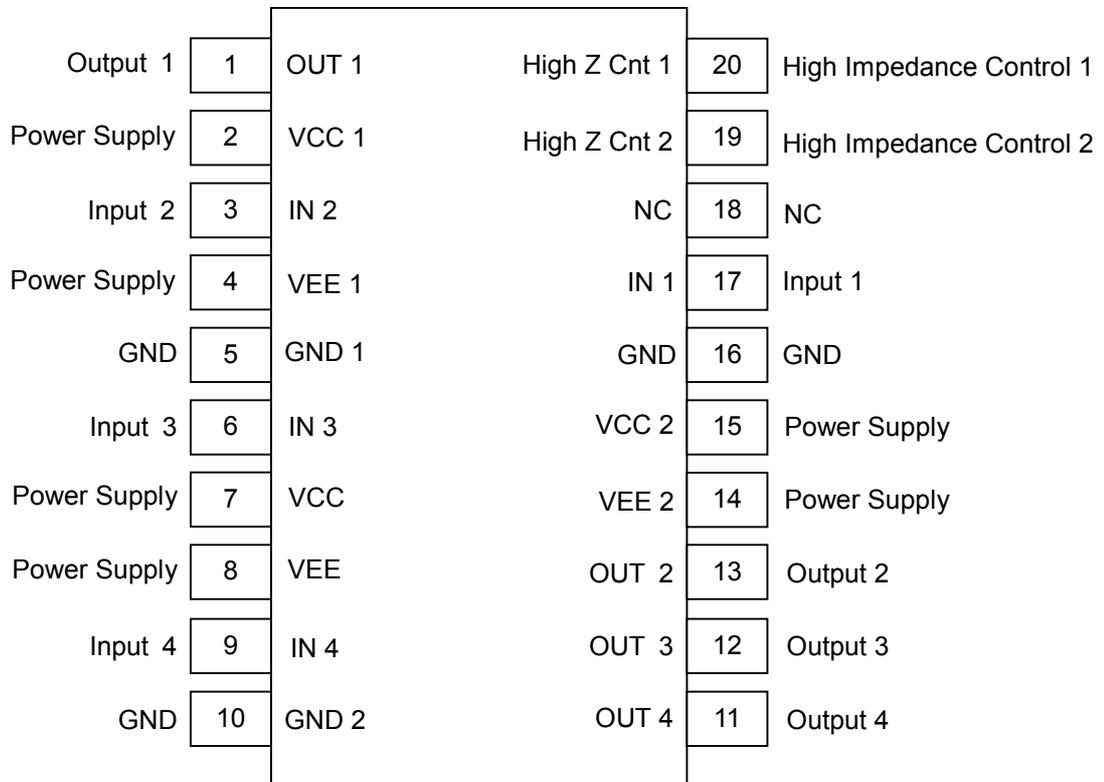 Output 1 1 OUT 1 High Z Cnt 1 20 High Impedance Control 1
Power Supply 2 VCC 1 High Z Cnt 2 19 High Impedance Control 2
Input 2 3 IN 2 NC 18 NC
Power Supply 4 VEE 1 IN 1 17 Input 1
GND 5 GND 1 GND 16 GND
Input 3 6 IN 3 VCC 2 15 Power Supply
Power Supply 7 VCC VEE 2 14 Power Supply
Power Supply 8 VEE OUT 2 13 Output 2
Input 4 9 IN 4 OUT 3 12 Output 3
GND 10 GND 2 OUT 4 11 Output 4